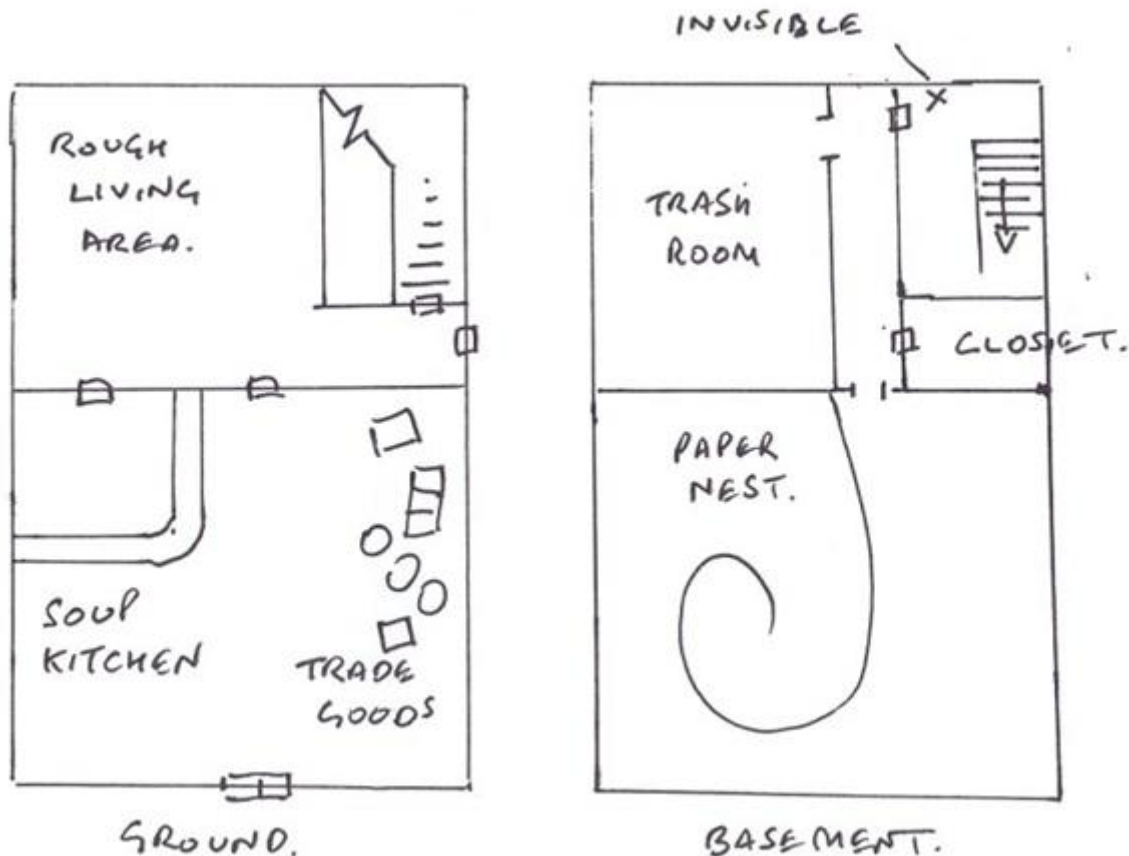 INVISIBLE
ROUGH
LIVING
AREA.
TRASH
ROOM
CLOSET.
PAPER
NEST.
SOUP
KITCHEN
TRADE
GOODS
GROUND.
BASEMENT.